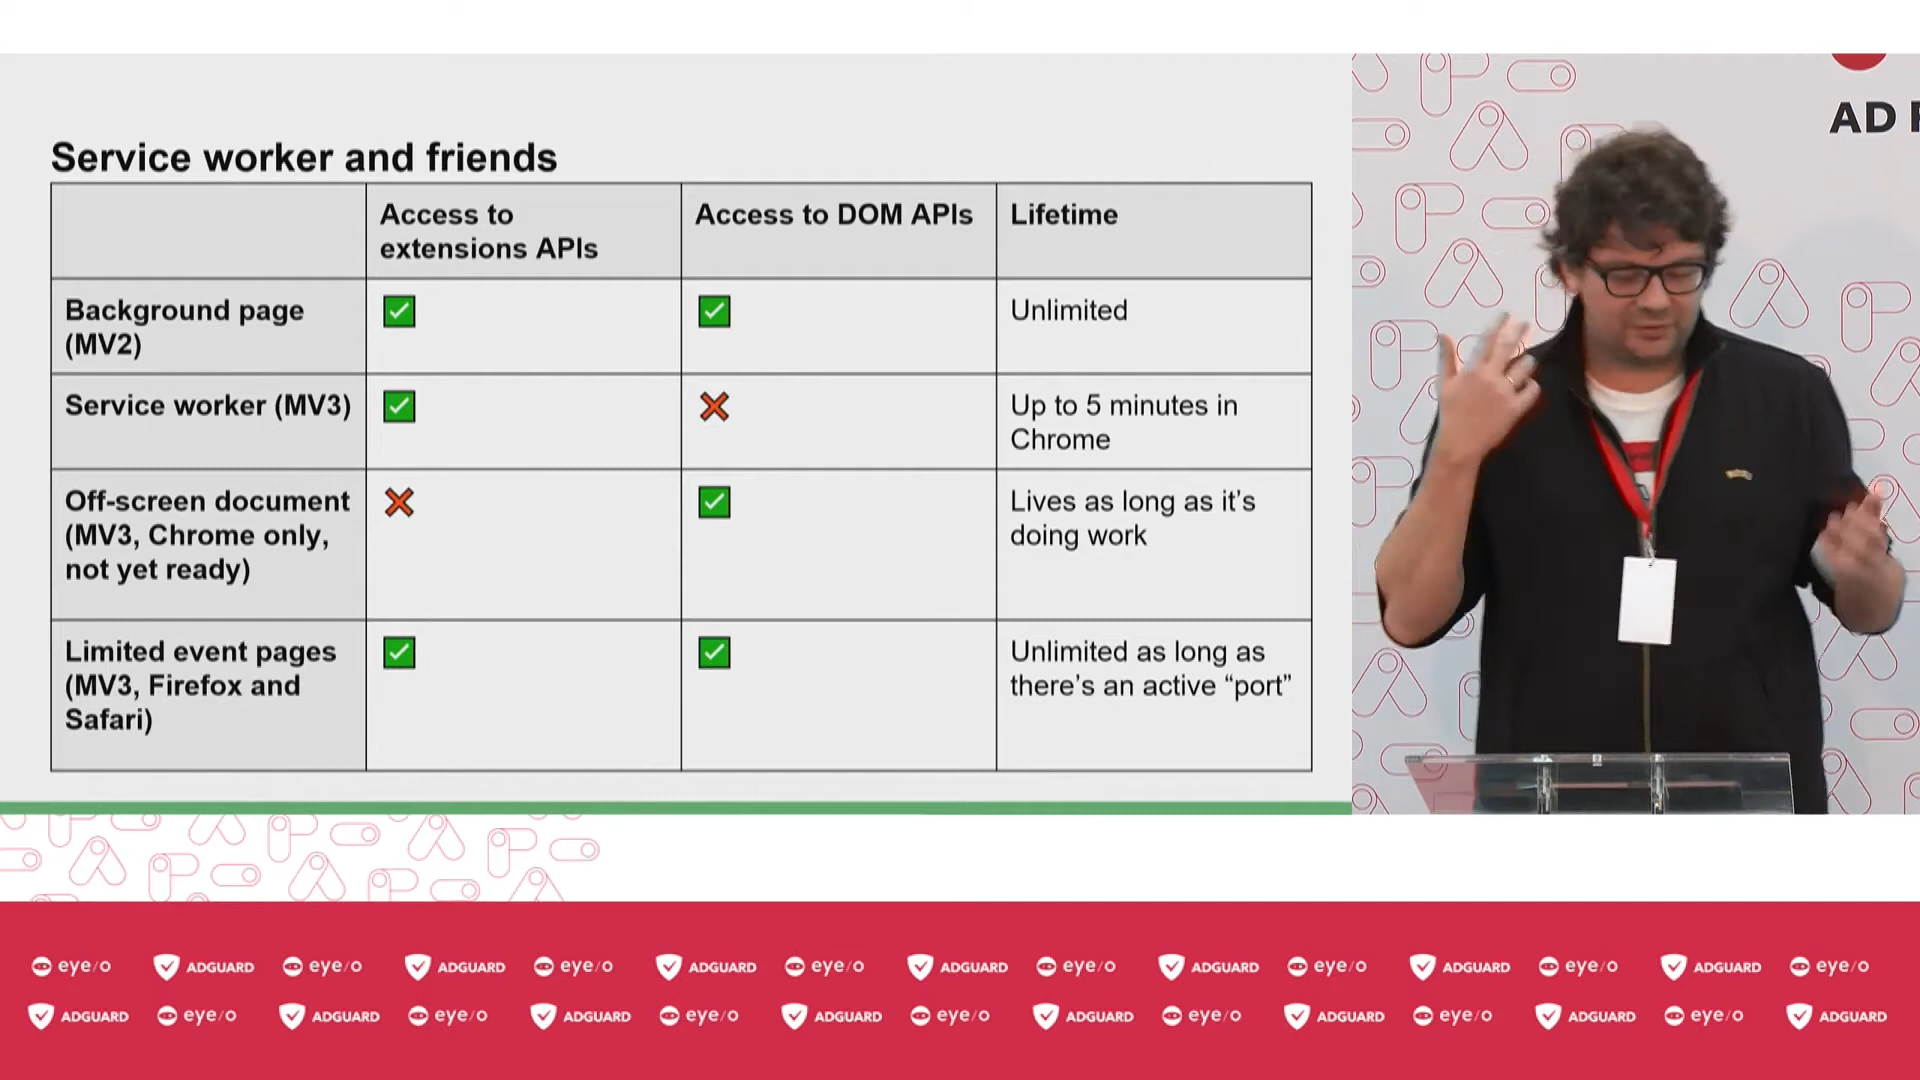 Service worker and friends
Access to
extensions APIs
Access to DOM APIs
Lifetime
Background page
(MV2)
✅
✅
Unlimited
Service worker (MV3)
✅
❌
Up to 5 minutes in
Chrome
Off-screen document
(MV3, Chrome only,
not yet ready)
❌
✅
Lives as long as it’s
doing work
Limited event pages
(MV3, Firefox and
Safari)
✅
✅
Unlimited as long as
there’s an active “port”
AD
eye/o ADGUARD eye/o ADGUARD eye/o ADGUARD eye/o ADGUARD eye/o ADGUARD eye/o ADGUARD eye/o ADGUARD eye/o
ADGUARD eye/o ADGUARD eye/o ADGUARD eye/o ADGUARD eye/o ADGUARD eye/o ADGUARD eye/o ADGUARD eye/o ADGUARD